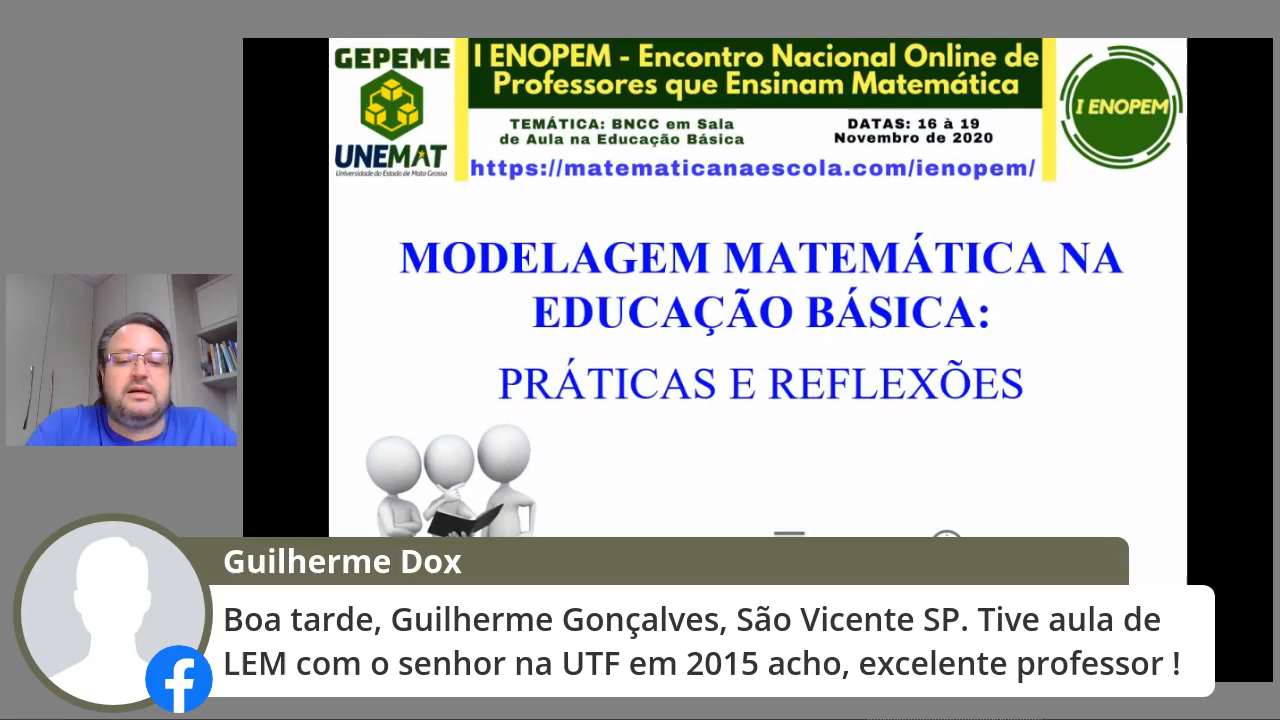 GEPEME
UNEMAT
Universidade do Estado de Mato Grosso
I ENOPEM - Encontro Nacional Online de
Professores que Ensinam Matemática
TEMÁTICA: BNCC em Sala
de Aula na Educação Básica
DATAS: 16 à 19
Novembro de 2020
https://matematicanaescola.com/ienopem/
I ENOPEM
MODELAGEM MATEMÁTICA NA
EDUCAÇÃO BÁSICA:
PRÁTICAS E REFLEXÕES
Guilherme Dox
Boa tarde, Guilherme Gonçalves, São Vicente SP. Tive aula de
LEM com o senhor na UTF em 2015 acho, excelente professor !